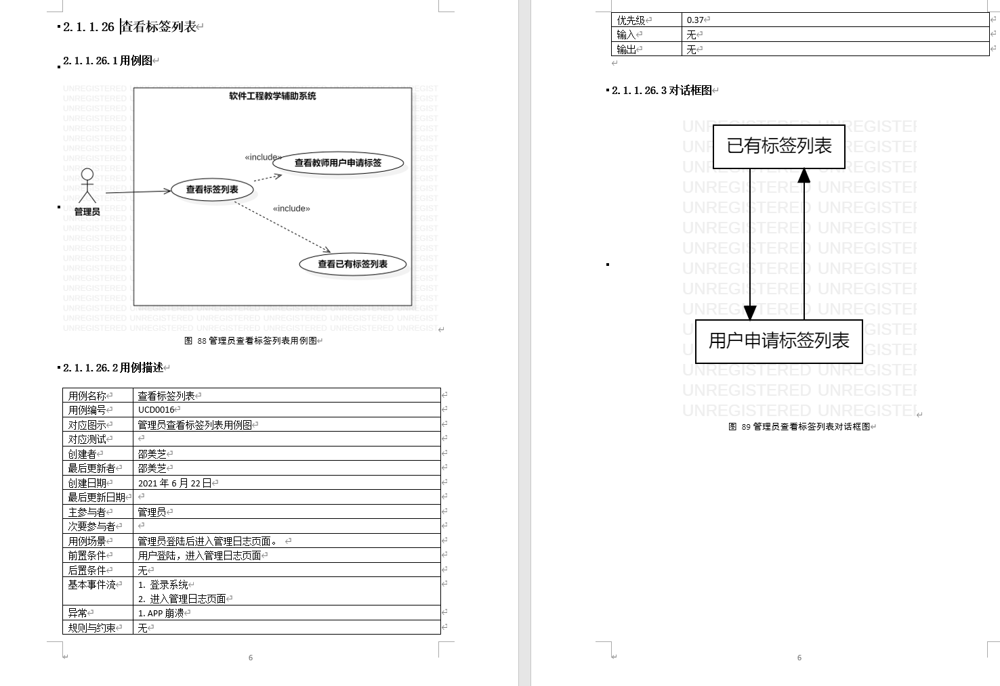 2.1.1.26 查看标签列表
2.1.1.26.1 用例图
软件工程教学辅助系统
«include»
查看教师用户申请标签
查看标签列表
«include»
管理员
查看已有标签列表
UNREGISTERED UNREGISTERED UNREGISTERED UNREGISTERED UNREGISTERED UNREGIST
图 88 管理员查看标签列表用例图
2.1.1.26.2 用例描述
用例名称 查看标签列表
用例编号 UCD0016
对应图示 管理员查看标签列表用例图
对应测试
创建者 邵美芝
最后更新者 邵美芝
创建日期 2021 年 6 月 22 日
最后更新日期
主参与者 管理员
次要参与者
用例场景 管理员登陆后进入管理日志页面。
前置条件 用户登陆，进入管理日志页面
后置条件 无
基本事件流 1. 登录系统
2. 进入管理日志页面
异常 1. APP 崩溃
规则与约束 无
6
优先级 0.37
输入 无
输出 无
2.1.1.26.3 对话框图
已有标签列表
用户申请标签列表
UNREGISTERED UNREGISTER
图 89 管理员查看标签列表对话框图
6